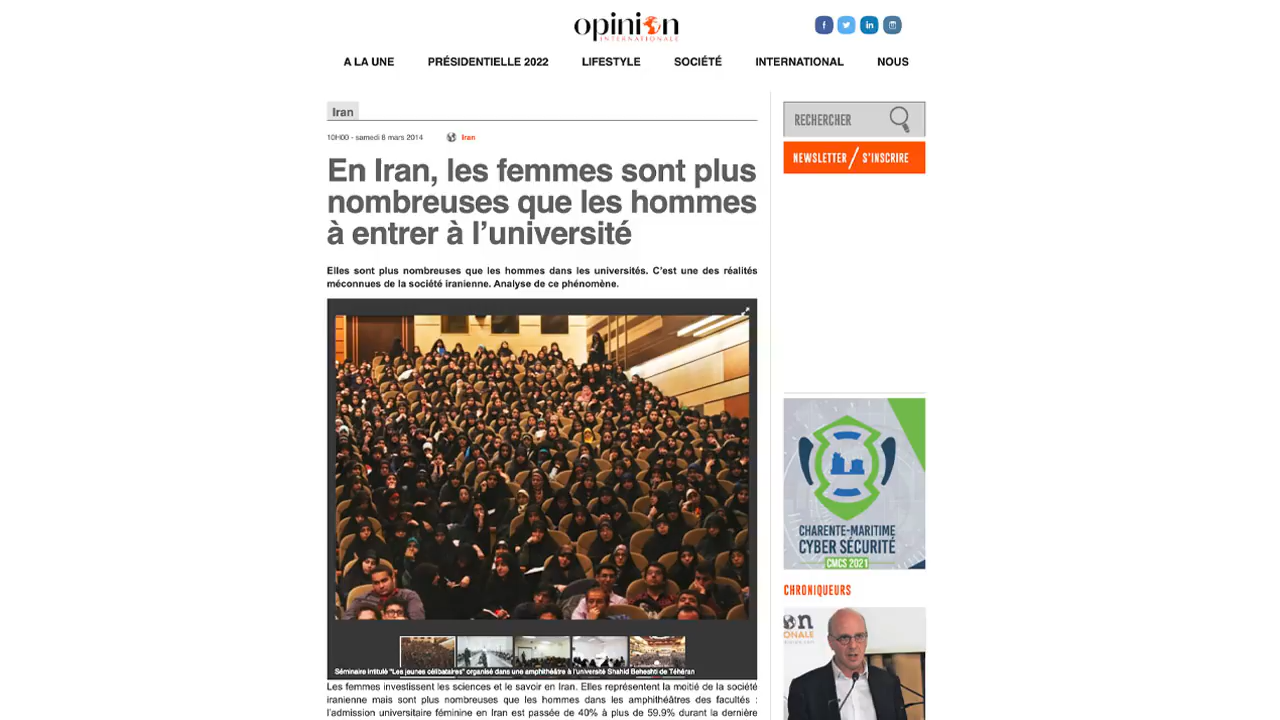 opinion
INTERNATIONALE
A LA UNE PRÉSIDENTIELLE 2022 LIFESTYLE SOCIÉTÉ INTERNATIONAL NOUS
Iran
10H00 - samedi 8 mars 2014 Iran
En Iran, les femmes sont plus
nombreuses que les hommes
à entrer à l’université
Elles sont plus nombreuses que les hommes dans les universités. C’est une des réalités
méconnues de la société iranienne. Analyse de ce phénomène.
Séminaire intitulé "Les jeunes célibataires" organisé dans une amphithéâtre à l'université Shahid Beheshti de Téhéran
Les femmes investissent les sciences et le savoir en Iran. Elles représentent la moitié de la société
iranienne mais sont plus nombreuses que les hommes dans les amphithéâtres des facultés :
l’admission universitaire féminine en Iran est passée de 40% à plus de 59.9% durant la dernière
RECHERCHER
NEWSLETTER / S'INSCRIRE
CHARENTE-MARITIME
CYBER SÉCURITÉ
CMCS 2021
CHRONIQUEURS